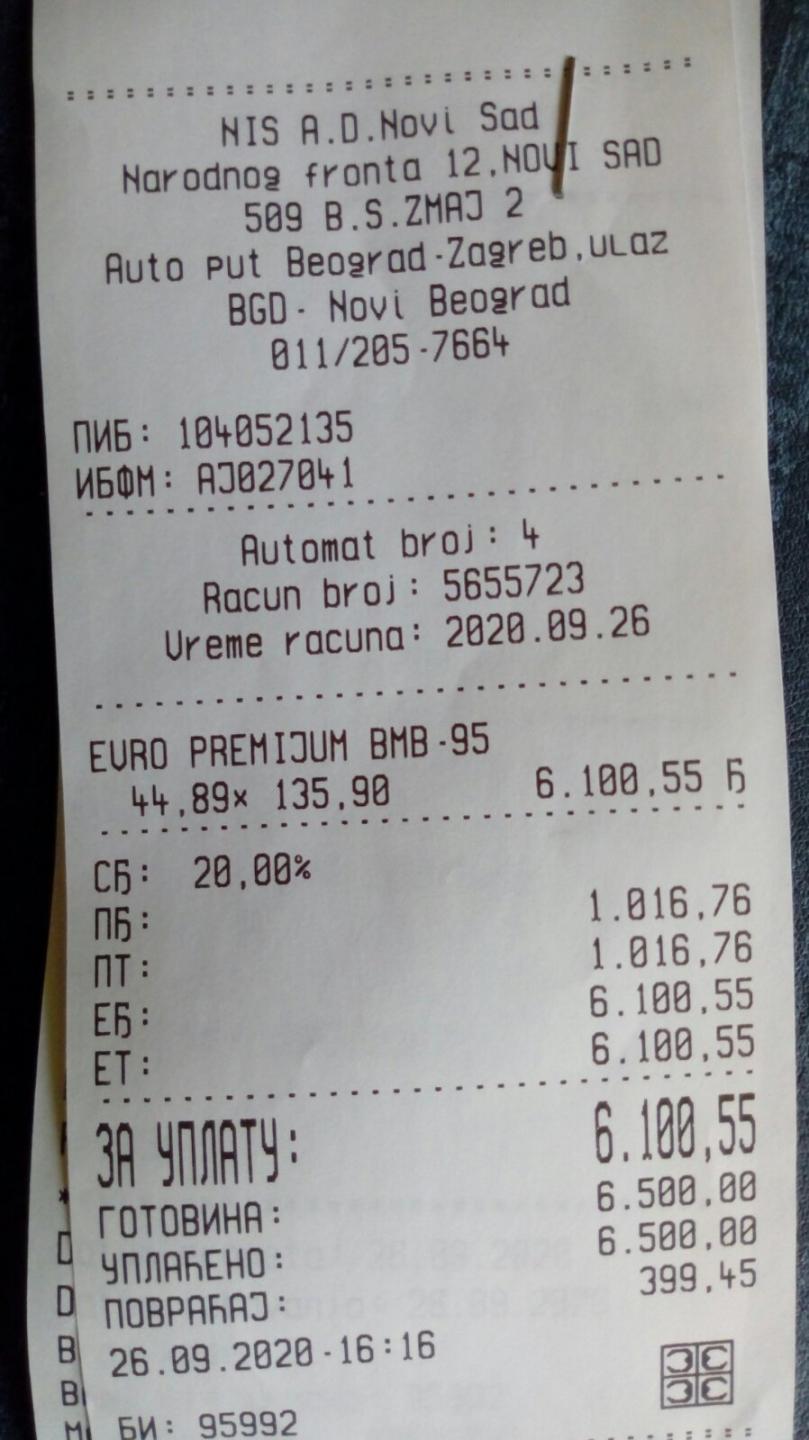 NIS A.D.Novi Sad
Narodnog fronta 12,NOVI SAD
509 B.S.ZMAJ 2
Auto put Beograd-Zagreb,ulaz
BGD- Novi Beograd
011/205-7664
ПИБ: 104052135
ИБФМ: AJ027041
Automat broj: 4
Racun broj: 5655723
Vreme racuna: 2020.09.26
EVRO PREMIJUM BMB-95
44,89x 135,90 6.100,55 Ђ
СЂ: 20,00%
ПЂ: 1.016,76
ПТ: 1.016,76
ЕЂ: 6.100,55
ЕТ: 6.100,55
ЗА УПЛАТУ: 6.100,55
ГОТОВИНА: 6.500,00
УПЛАЋЕНО: 6.500,00
ПОВРАЋАЈ: 399,45
26.09.2020-16:16
БИ: 95992